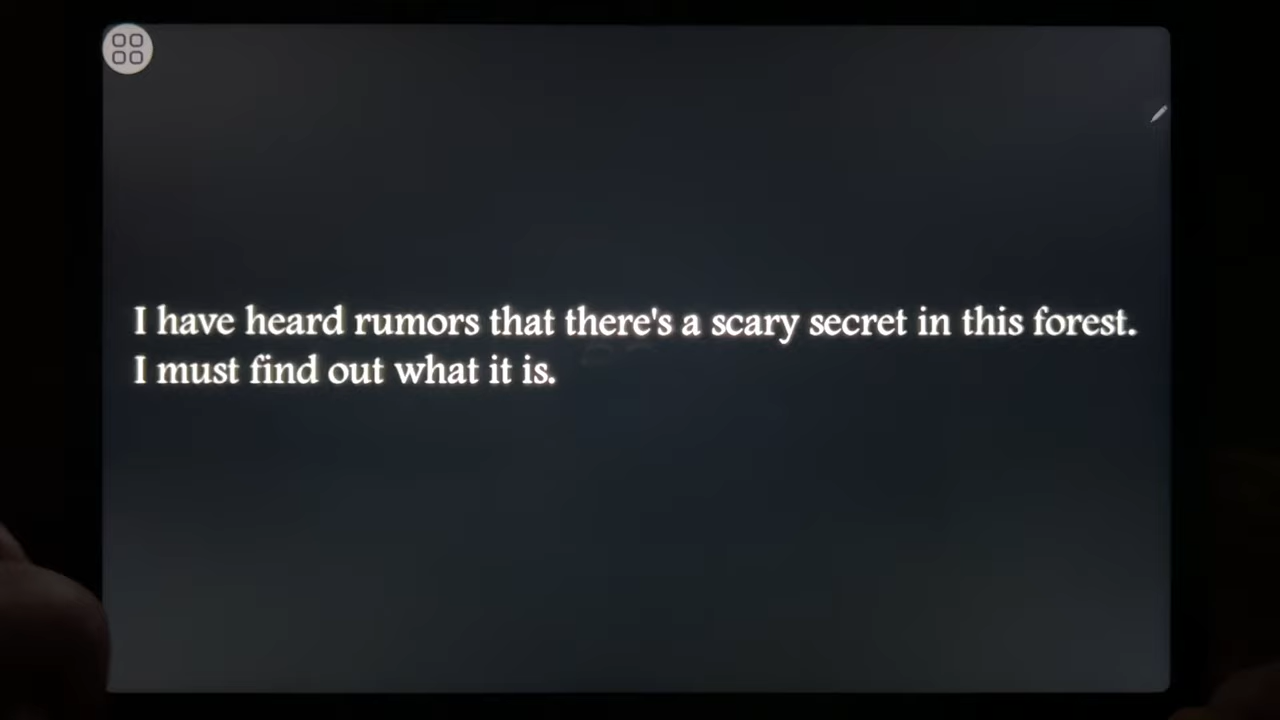 I have heard rumors that there's a scary secret in this forest.
I must find out what it is.